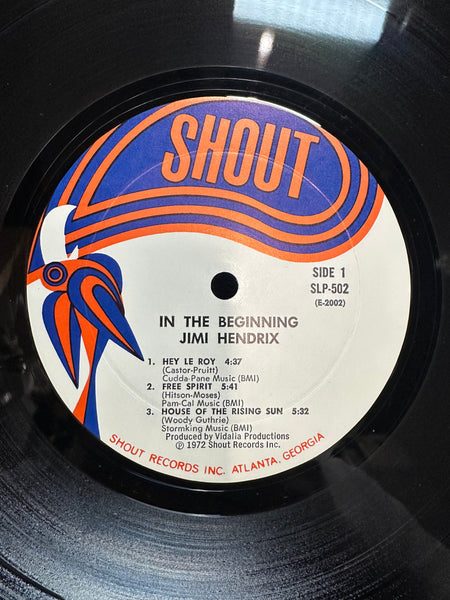 SHOUT
SIDE 1
SLP-502
(E-2002)
IN THE BEGINNING
JIMI HENDRIX
1. HEY LE ROY 4:37
(Castor-Pruitt)
Cudda-Pane Music (BMI)
2. FREE SPIRIT 5:41
(Hitson-Moses)
Pam-Cal Music (BMI)
3. HOUSE OF THE RISING SUN 5:32
(Woody Guthrie)
Stormking Music (BMI)
Produced by Vidalia Productions
Ⓟ 1972 Shout Records Inc.
SHOUT RECORDS INC. ATLANTA, GEORGIA